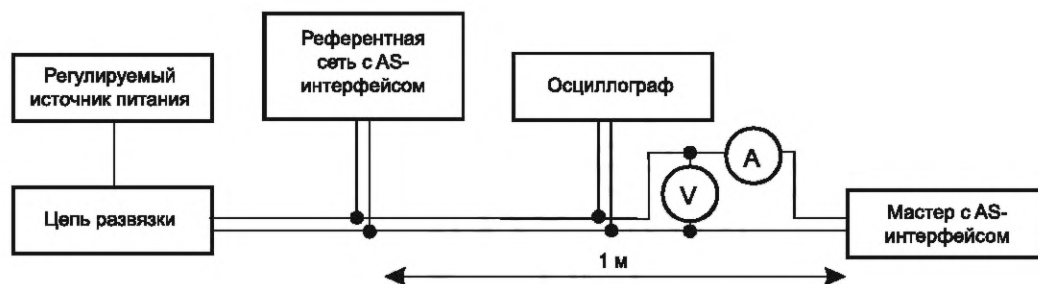 Регулируемый
источник питания
Референтная
сеть с AS-
интерфейсом
Осциллограф
A
V
Цепь развязки
Мастер с AS-
интерфейсом
1 м